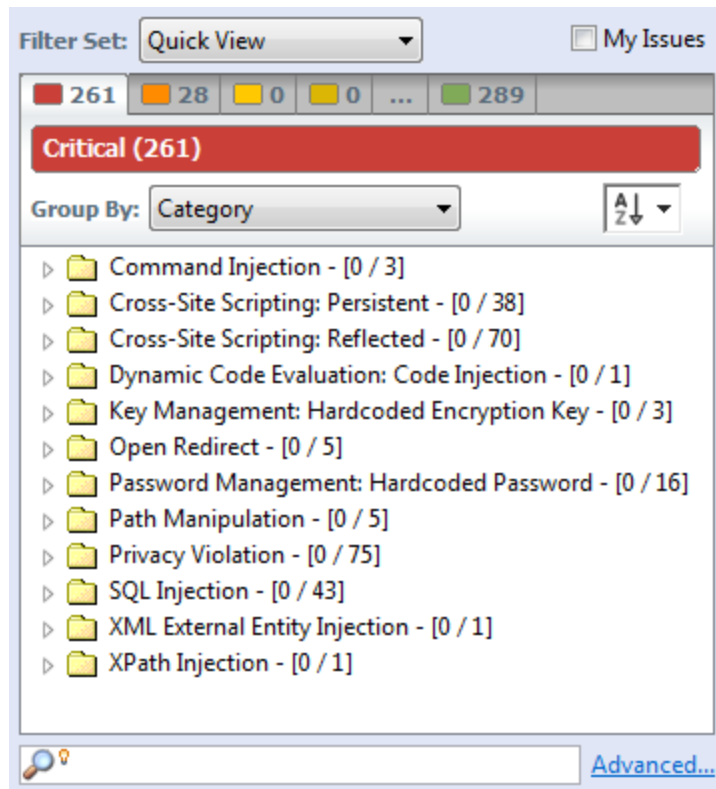 Filter Set: Quick View My Issues
261 28 0 0 ... 289
Critical (261)
Group By: Category A Z
Command Injection - [0 / 3]
Cross-Site Scripting: Persistent - [0 / 38]
Cross-Site Scripting: Reflected - [0 / 70]
Dynamic Code Evaluation: Code Injection - [0 / 1]
Key Management: Hardcoded Encryption Key - [0 / 3]
Open Redirect - [0 / 5]
Password Management: Hardcoded Password - [0 / 16]
Path Manipulation - [0 / 5]
Privacy Violation - [0 / 75]
SQL Injection - [0 / 43]
XML External Entity Injection - [0 / 1]
XPath Injection - [0 / 1]
Advanced...